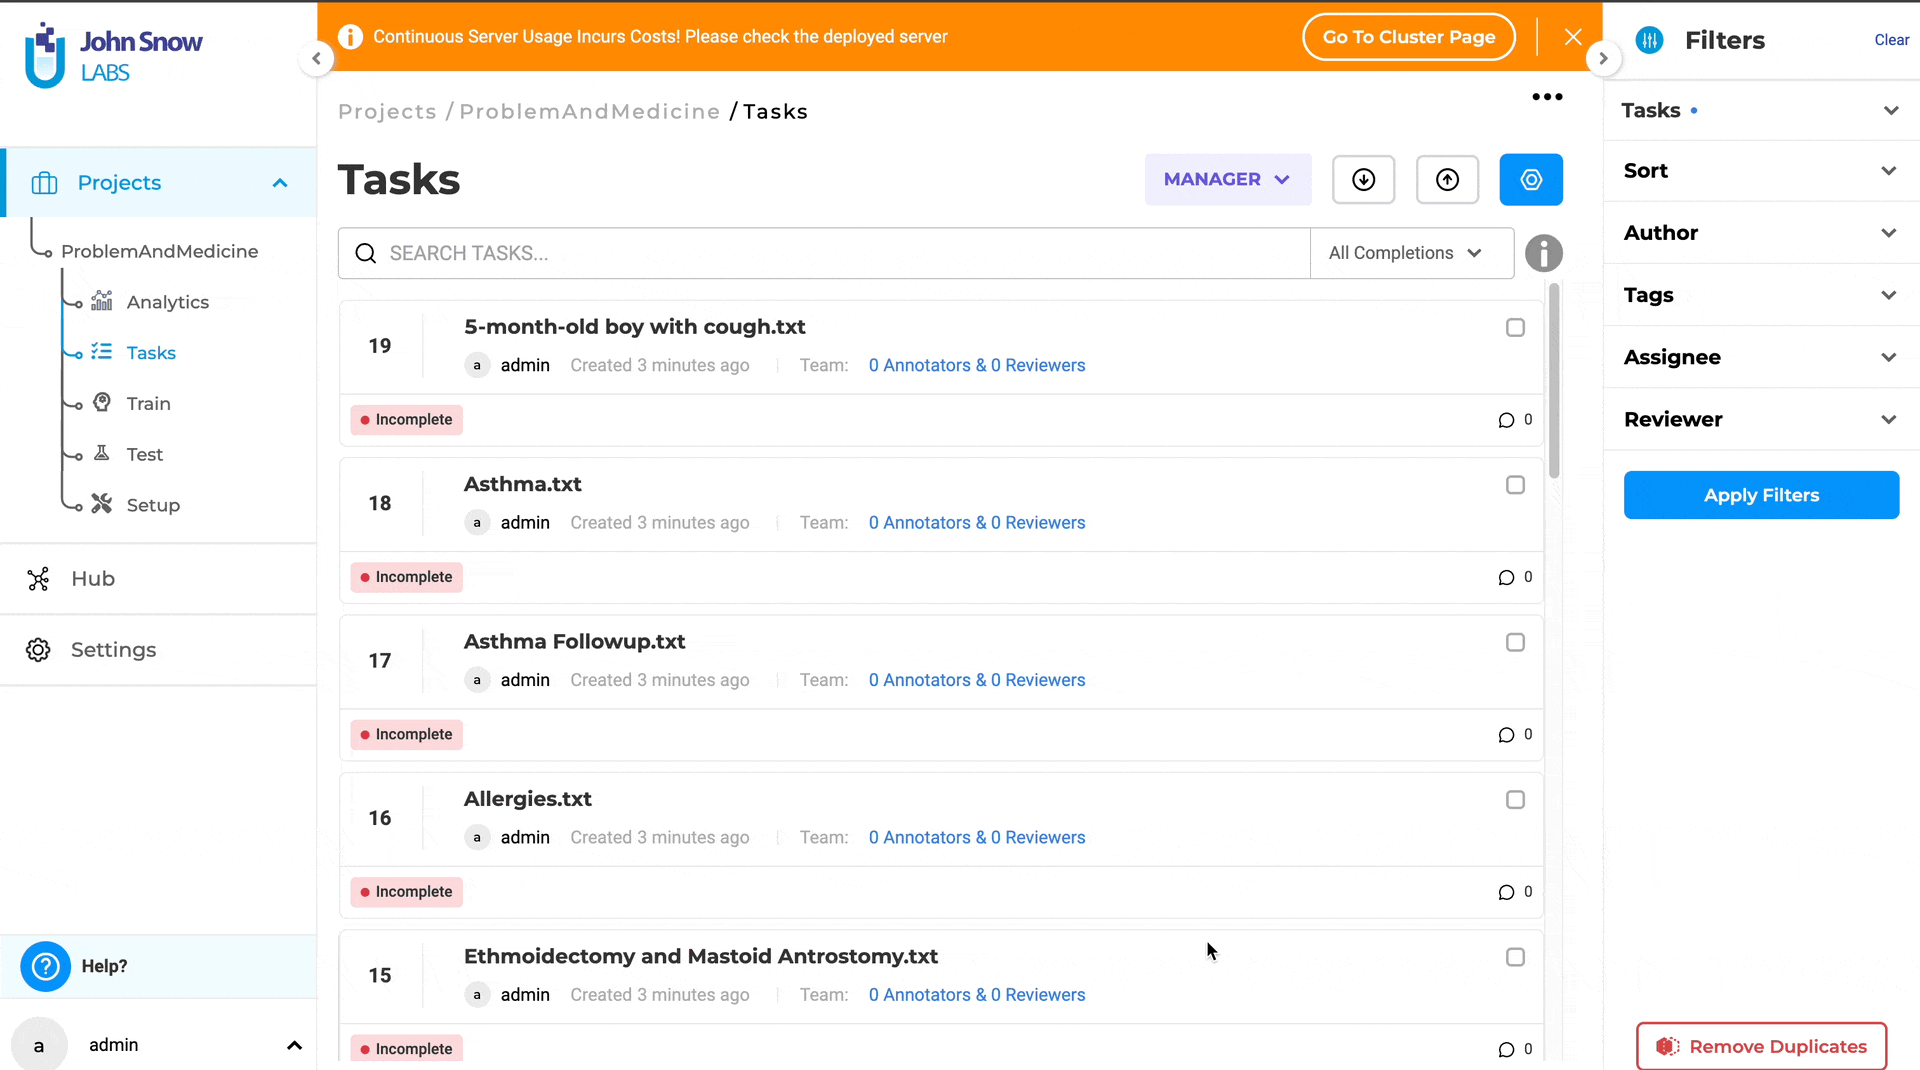 John Snow
LABS
Continuous Server Usage Incurs Costs! Please check the deployed server
Go To Cluster Page
Filters
Clear
Projects / ProblemAndMedicine / Tasks
Tasks
MANAGER
SEARCH TASKS...
All Completions
Projects
ProblemAndMedicine
Analytics
Tasks
Train
Test
Setup
Hub
Settings
Help?
a
admin
19
5-month-old boy with cough.txt
a admin Created 3 minutes ago Team: 0 Annotators & 0 Reviewers
Incomplete
0
18
Asthma.txt
a admin Created 3 minutes ago Team: 0 Annotators & 0 Reviewers
Incomplete
0
17
Asthma Followup.txt
a admin Created 3 minutes ago Team: 0 Annotators & 0 Reviewers
Incomplete
0
16
Allergies.txt
a admin Created 3 minutes ago Team: 0 Annotators & 0 Reviewers
Incomplete
0
15
Ethmoidectomy and Mastoid Antrostomy.txt
a admin Created 3 minutes ago Team: 0 Annotators & 0 Reviewers
Incomplete
0
Tasks
Sort
Author
Tags
Assignee
Reviewer
Apply Filters
Remove Duplicates